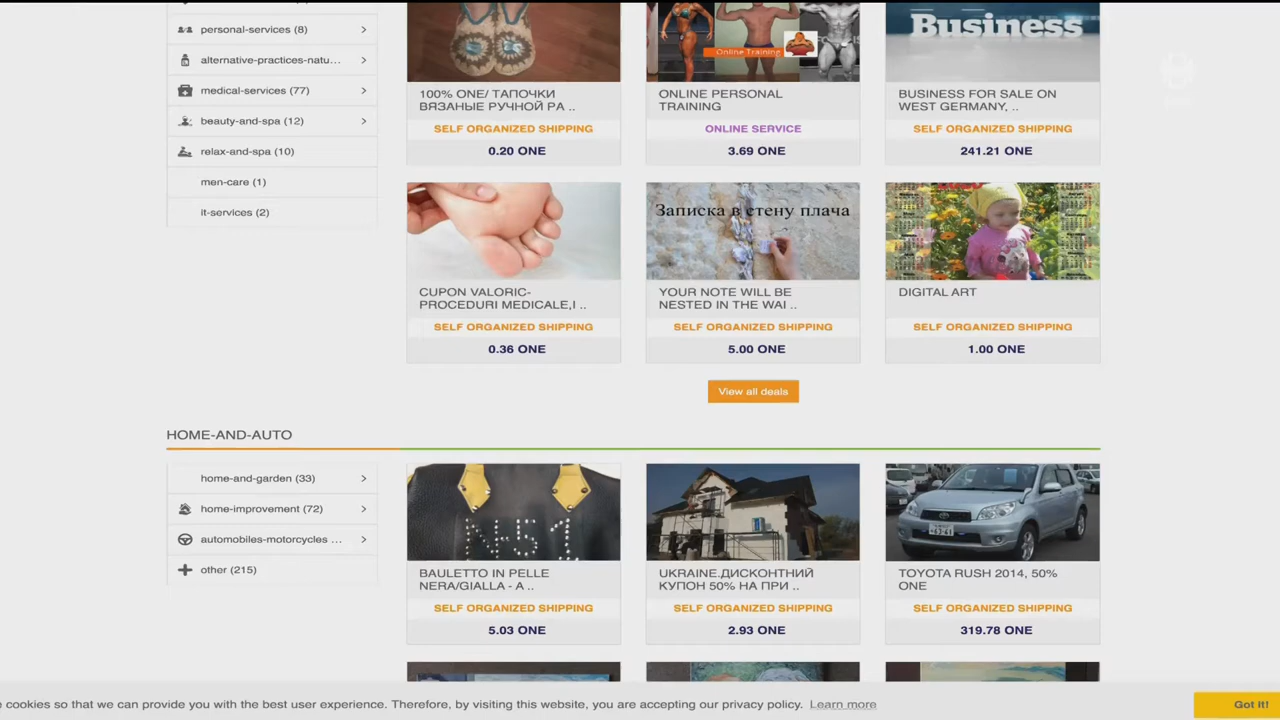 personal-services (8)
alternative-practices-natu...
medical-services (77)
beauty-and-spa (12)
relax-and-spa (10)
men-care (1)
it-services (2)
100% ONE/ ТАПОЧКИ
ВЯЗАНЫЕ РУЧНОЙ РА ..
SELF ORGANIZED SHIPPING
0.20 ONE
Online Training
ONLINE PERSONAL
TRAINING
ONLINE SERVICE
3.69 ONE
Business
BUSINESS FOR SALE ON
WEST GERMANY, ..
SELF ORGANIZED SHIPPING
241.21 ONE
CUPON VALORIC-
PROCEDURI MEDICALE,I ..
SELF ORGANIZED SHIPPING
0.36 ONE
Записка в стену плача
YOUR NOTE WILL BE
NESTED IN THE WAI ..
SELF ORGANIZED SHIPPING
5.00 ONE
DIGITAL ART
SELF ORGANIZED SHIPPING
1.00 ONE
View all deals
HOME-AND-AUTO
home-and-garden (33)
home-improvement (72)
automobiles-motorcycles ...
other (215)
BAULETTO IN PELLE
NERA/GIALLA - A ..
SELF ORGANIZED SHIPPING
5.03 ONE
UKRAINE.ДИСКОНТНИЙ
КУПОН 50% НА ПРИ ..
SELF ORGANIZED SHIPPING
2.93 ONE
TOYOTA RUSH 2014, 50%
ONE
SELF ORGANIZED SHIPPING
319.78 ONE
cookies so that we can provide you with the best user experience. Therefore, by visiting this website, you are accepting our privacy policy. Learn more
Got It!